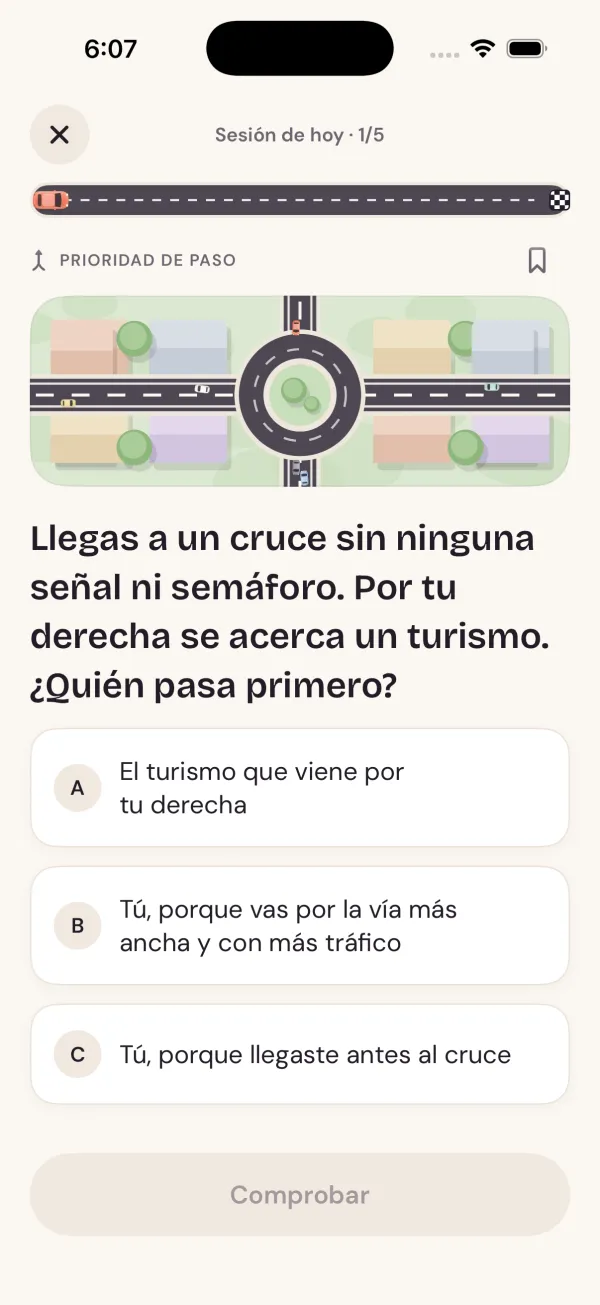 6:07
Sesión de hoy · 1/5
PRIORIDAD DE PASO
Llegas a un cruce sin ninguna
señal ni semáforo. Por tu
derecha se acerca un turismo.
¿Quién pasa primero?
A
El turismo que viene por
tu derecha
B
Tú, porque vas por la vía más
ancha y con más tráfico
C
Tú, porque llegaste antes al cruce
Comprobar